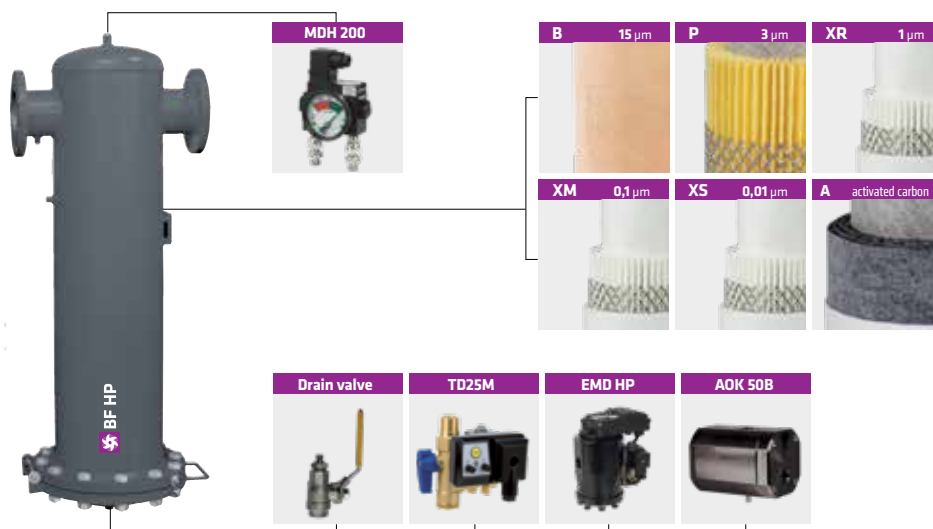 MDH 200
B 15 µm
P 3 µm
XR 1 µm
XM 0,1 µm
XS 0,01 µm
A activated carbon
BF HP
Drain valve
TD25M
EMD HP
AOK 50B